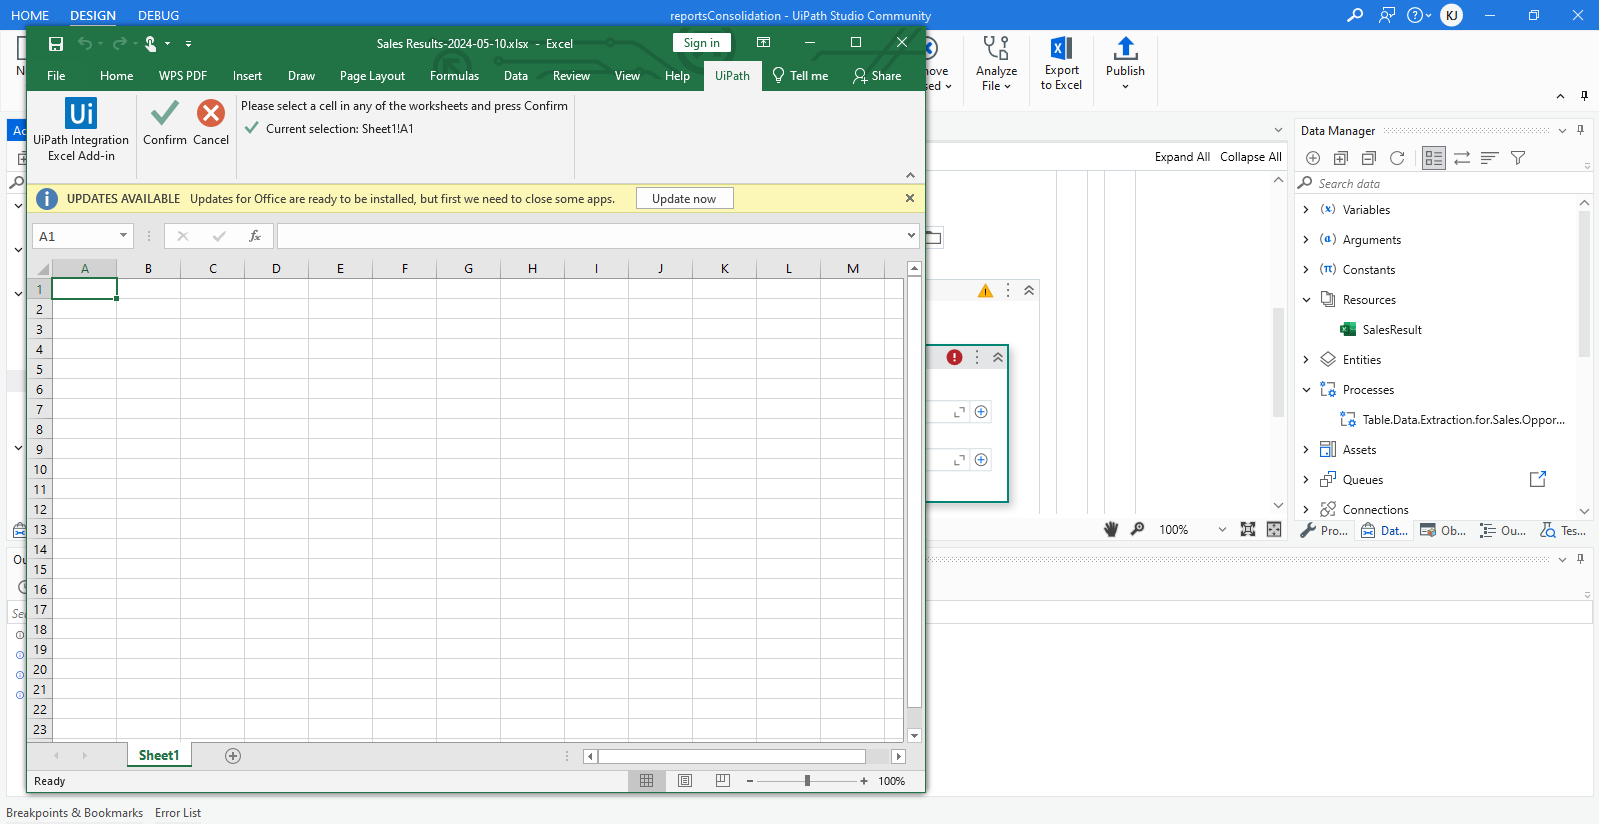 HOME DESIGN DEBUG
reportsConsolidation - UiPath Studio Community
KJ
Sales Results-2024-05-10.xlsx - Excel
Sign in
File Home WPS PDF Insert Draw Page Layout Formulas Data Review View Help UiPath Tell me Share
Analyze File
Export to Excel
Publish
Ui
UiPath Integration Excel Add-in
Confirm
Cancel
Please select a cell in any of the worksheets and press Confirm
Current selection: Sheet1!A1
UPDATES AVAILABLE Updates for Office are ready to be installed, but first we need to close some apps. Update now
A1
fx
A B C D E F G H I J K L M
1
2
3
4
5
6
7
8
9
10
11
12
13
14
15
16
17
18
19
20
21
22
23
Sheet1
Ready
100%
Expand All Collapse All
100%
Data Manager
Search data
Variables
Arguments
Constants
Resources
SalesResult
Entities
Processes
Table.Data.Extraction.for.Sales.Oppor...
Assets
Queues
Connections
Pro... Dat... Ob... Ou... Tes...
Breakpoints & Bookmarks Error List